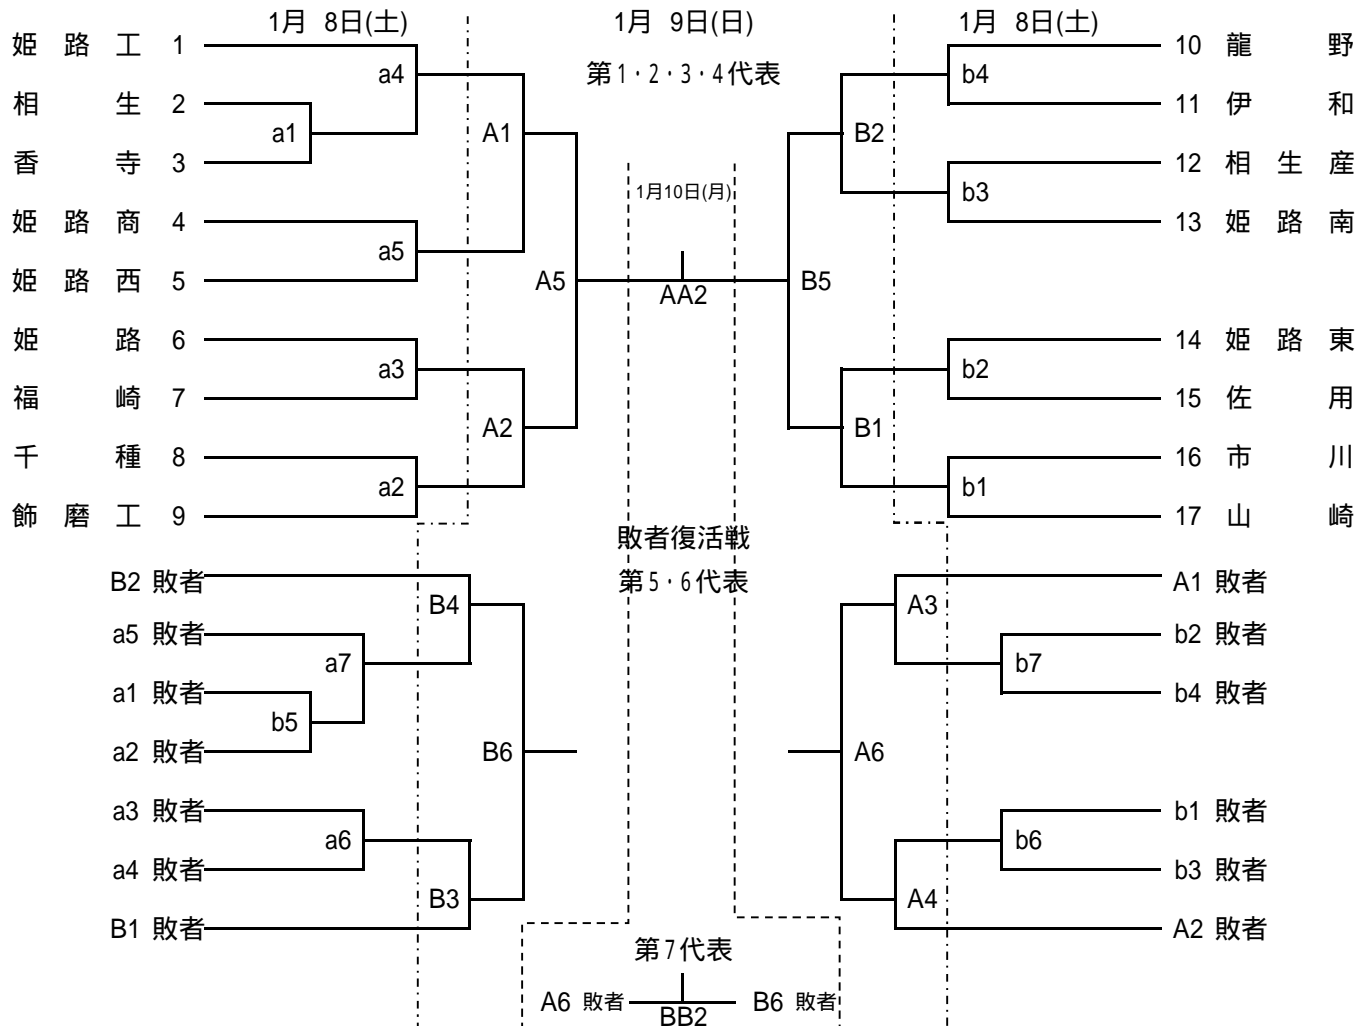 1月 8日(土) 1月 9日(日) 1月 8日(土)
第1・2・3・4代表
姫路工 1
相生 2
香寺 3
姫路商 4
姫路西 5
姫路 6
福崎 7
千種 8
飾磨工 9
a4
a1
A1
a5
A5
a3
A2
a2
1月10日(月)
AA2
10 龍野
11 伊和
12 相生産
13 姫路南
14 姫路東
15 佐用
16 市川
17 山崎
b4
B2
b3
B5
b2
B1
b1
敗者復活戦
第5・6代表
B2 敗者
a5 敗者
a1 敗者
a2 敗者
a3 敗者
a4 敗者
B1 敗者
B4
a7
b5
B6
a6
B3
A1 敗者
b2 敗者
b4 敗者
b1 敗者
b3 敗者
A2 敗者
A3
b7
A6
b6
A4
第7代表
A6 敗者 B6 敗者
BB2